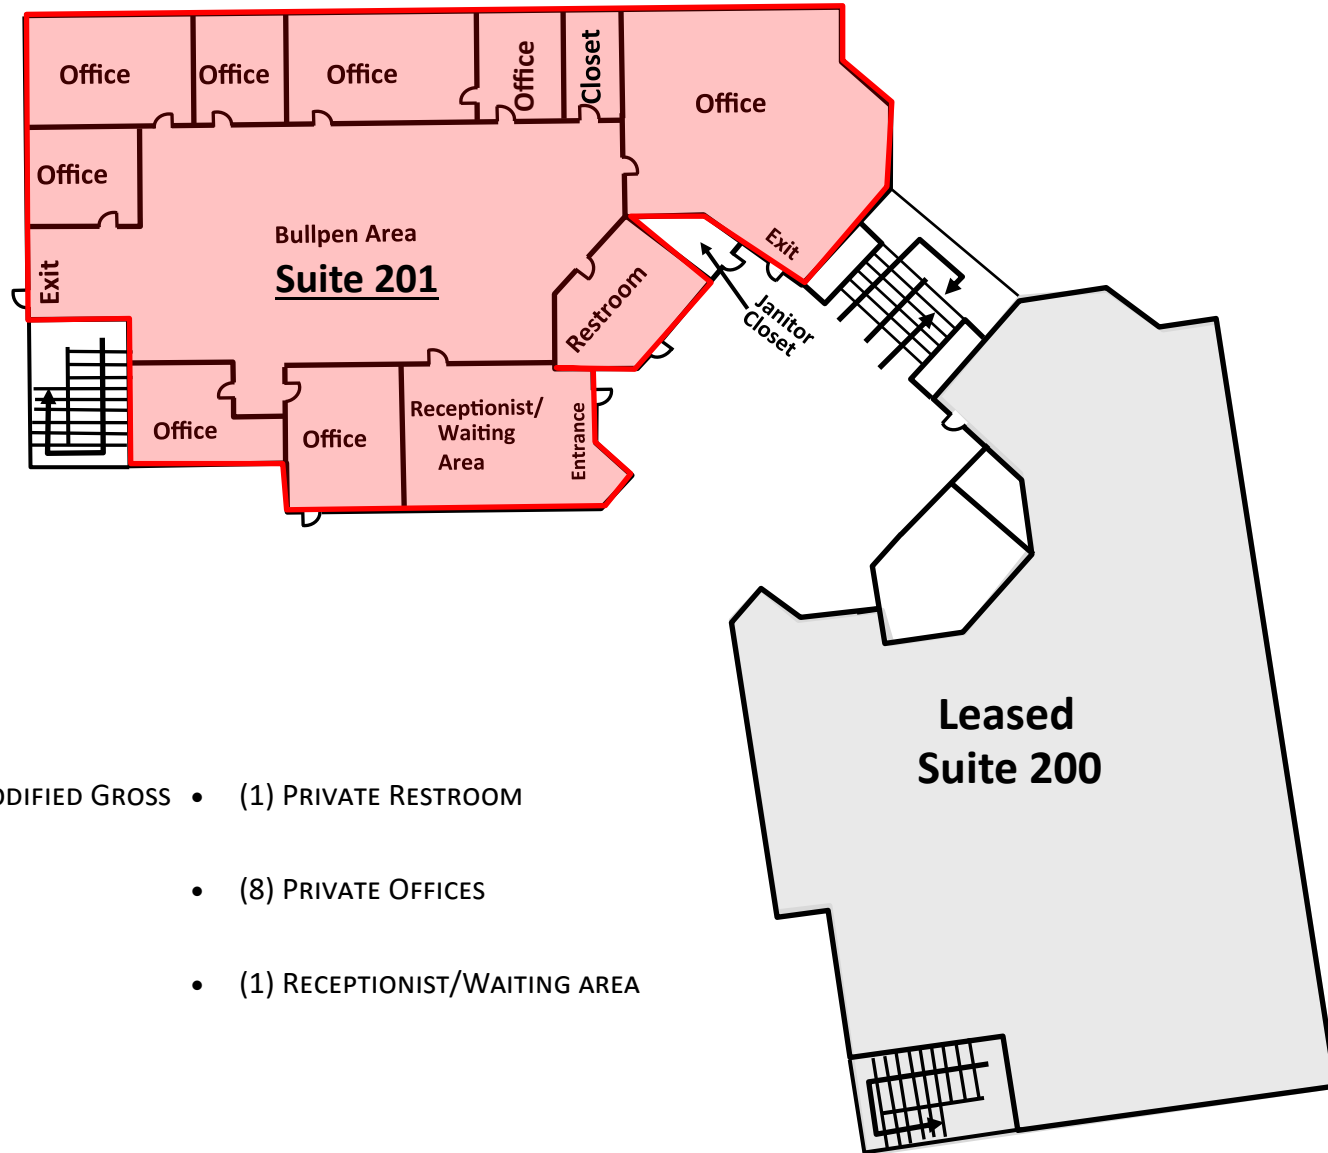 Office
Office
Office
Office
Closet
Office
Office
Bullpen Area
Suite 201
Exit
Exit
Restroom
Janitor
Closet
Office
Office
Receptionist/
Waiting
Area
Entrance
Leased
Suite 200
ODIFIED GROSS
• (1) PRIVATE RESTROOM
• (8) PRIVATE OFFICES
• (1) RECEPTIONIST/WAITING AREA